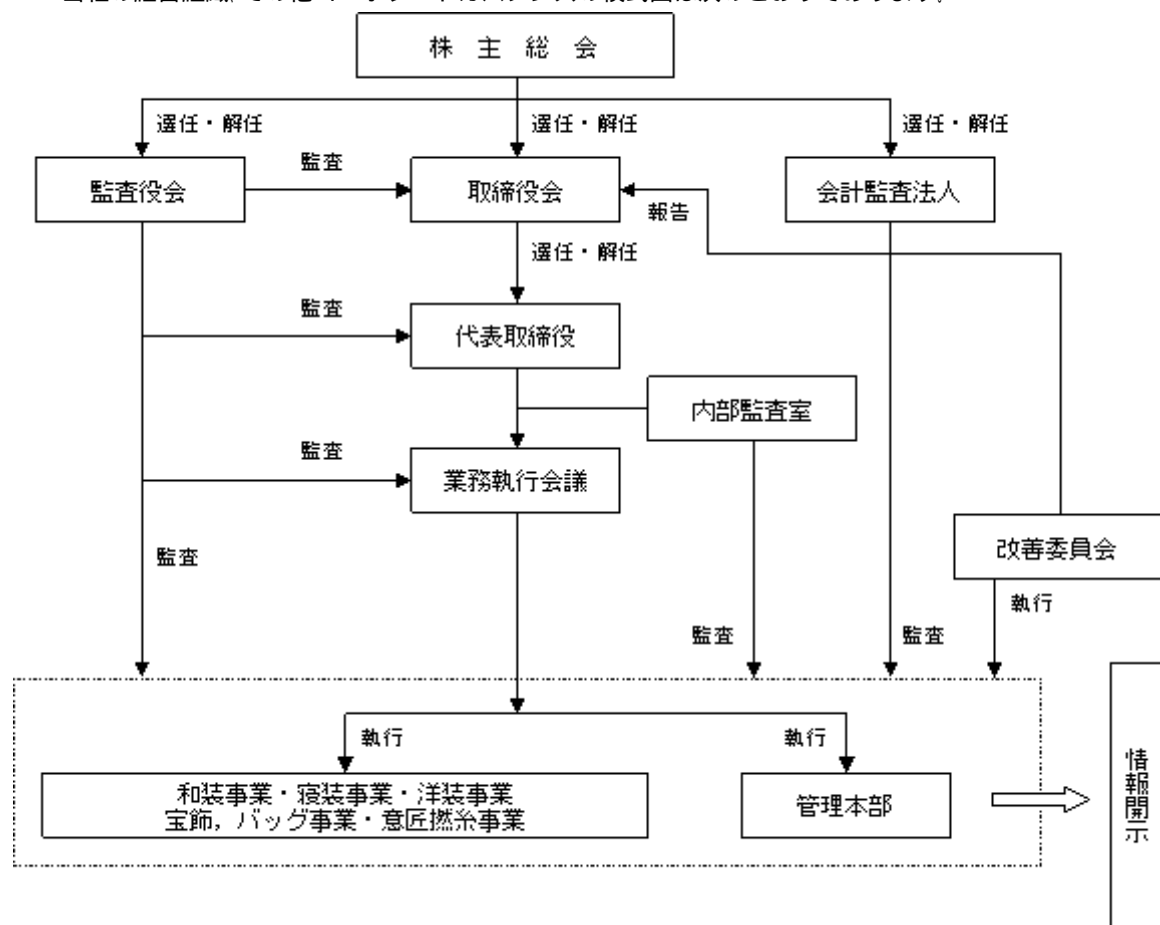 株主総会
選任・解任
選任・解任
選任・解任
監査役会
監査
取締役会
会計監査法人
報告
選任・解任
監査
代表取締役
内部監査室
監査
業務執行会議
改善委員会
監査
執行
監査
監査
執行
執行
和装事業・寝装事業・洋装事業
宝飾，バッグ事業・意匠撚糸事業
管理本部
情報開示